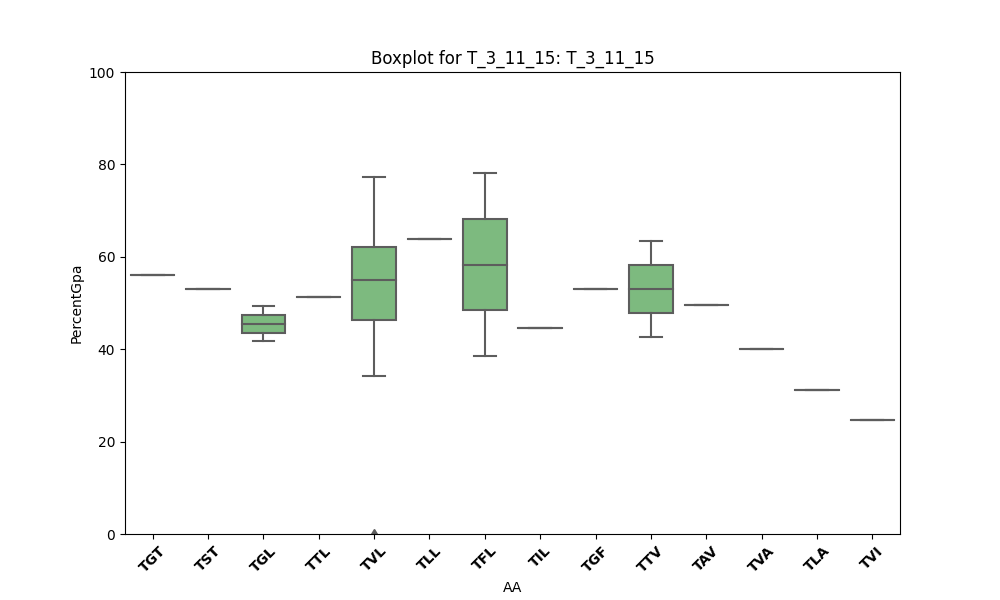 Boxplot for T_3_11_15: T_3_11_15
100
80
60
40
20
0
PercentGpa
TGT TST TGL TTL TVL TLL TFL TIL TGF TTV TAV TVA TLA TVI
AA